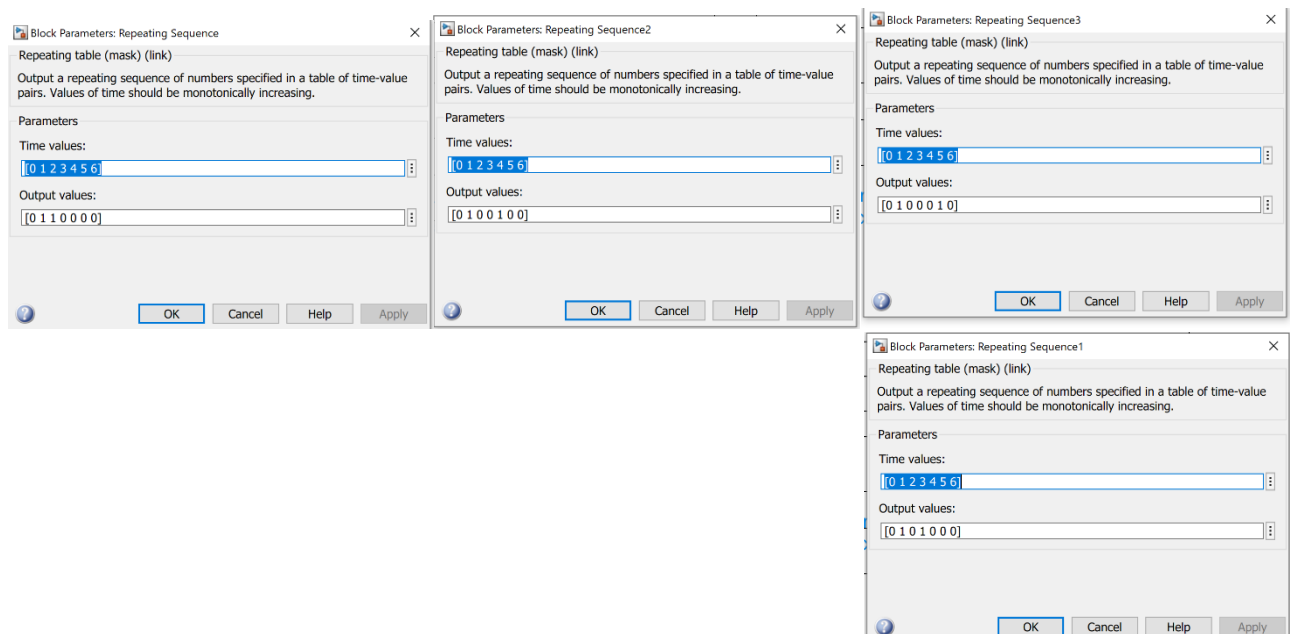 Block Parameters: Repeating Sequence
Repeating table (mask) (link)
Output a repeating sequence of numbers specified in a table of time-value
pairs. Values of time should be monotonically increasing.
Parameters
Time values:
[0 1 2 3 4 5 6]
Output values:
[0 1 1 0 0 0 0]
OK Cancel Help Apply
Block Parameters: Repeating Sequence2
Repeating table (mask) (link)
Output a repeating sequence of numbers specified in a table of time-value
pairs. Values of time should be monotonically increasing.
Parameters
Time values:
[0 1 2 3 4 5 6]
Output values:
[0 1 0 0 1 0 0]
OK Cancel Help Apply
Block Parameters: Repeating Sequence3
Repeating table (mask) (link)
Output a repeating sequence of numbers specified in a table of time-value
pairs. Values of time should be monotonically increasing.
Parameters
Time values:
[0 1 2 3 4 5 6]
Output values:
[0 1 0 0 0 1 0]
OK Cancel Help Apply
Block Parameters: Repeating Sequence1
Repeating table (mask) (link)
Output a repeating sequence of numbers specified in a table of time-value
pairs. Values of time should be monotonically increasing.
Parameters
Time values:
[0 1 2 3 4 5 6]
Output values:
[0 1 0 1 0 0 0]
OK Cancel Help Apply